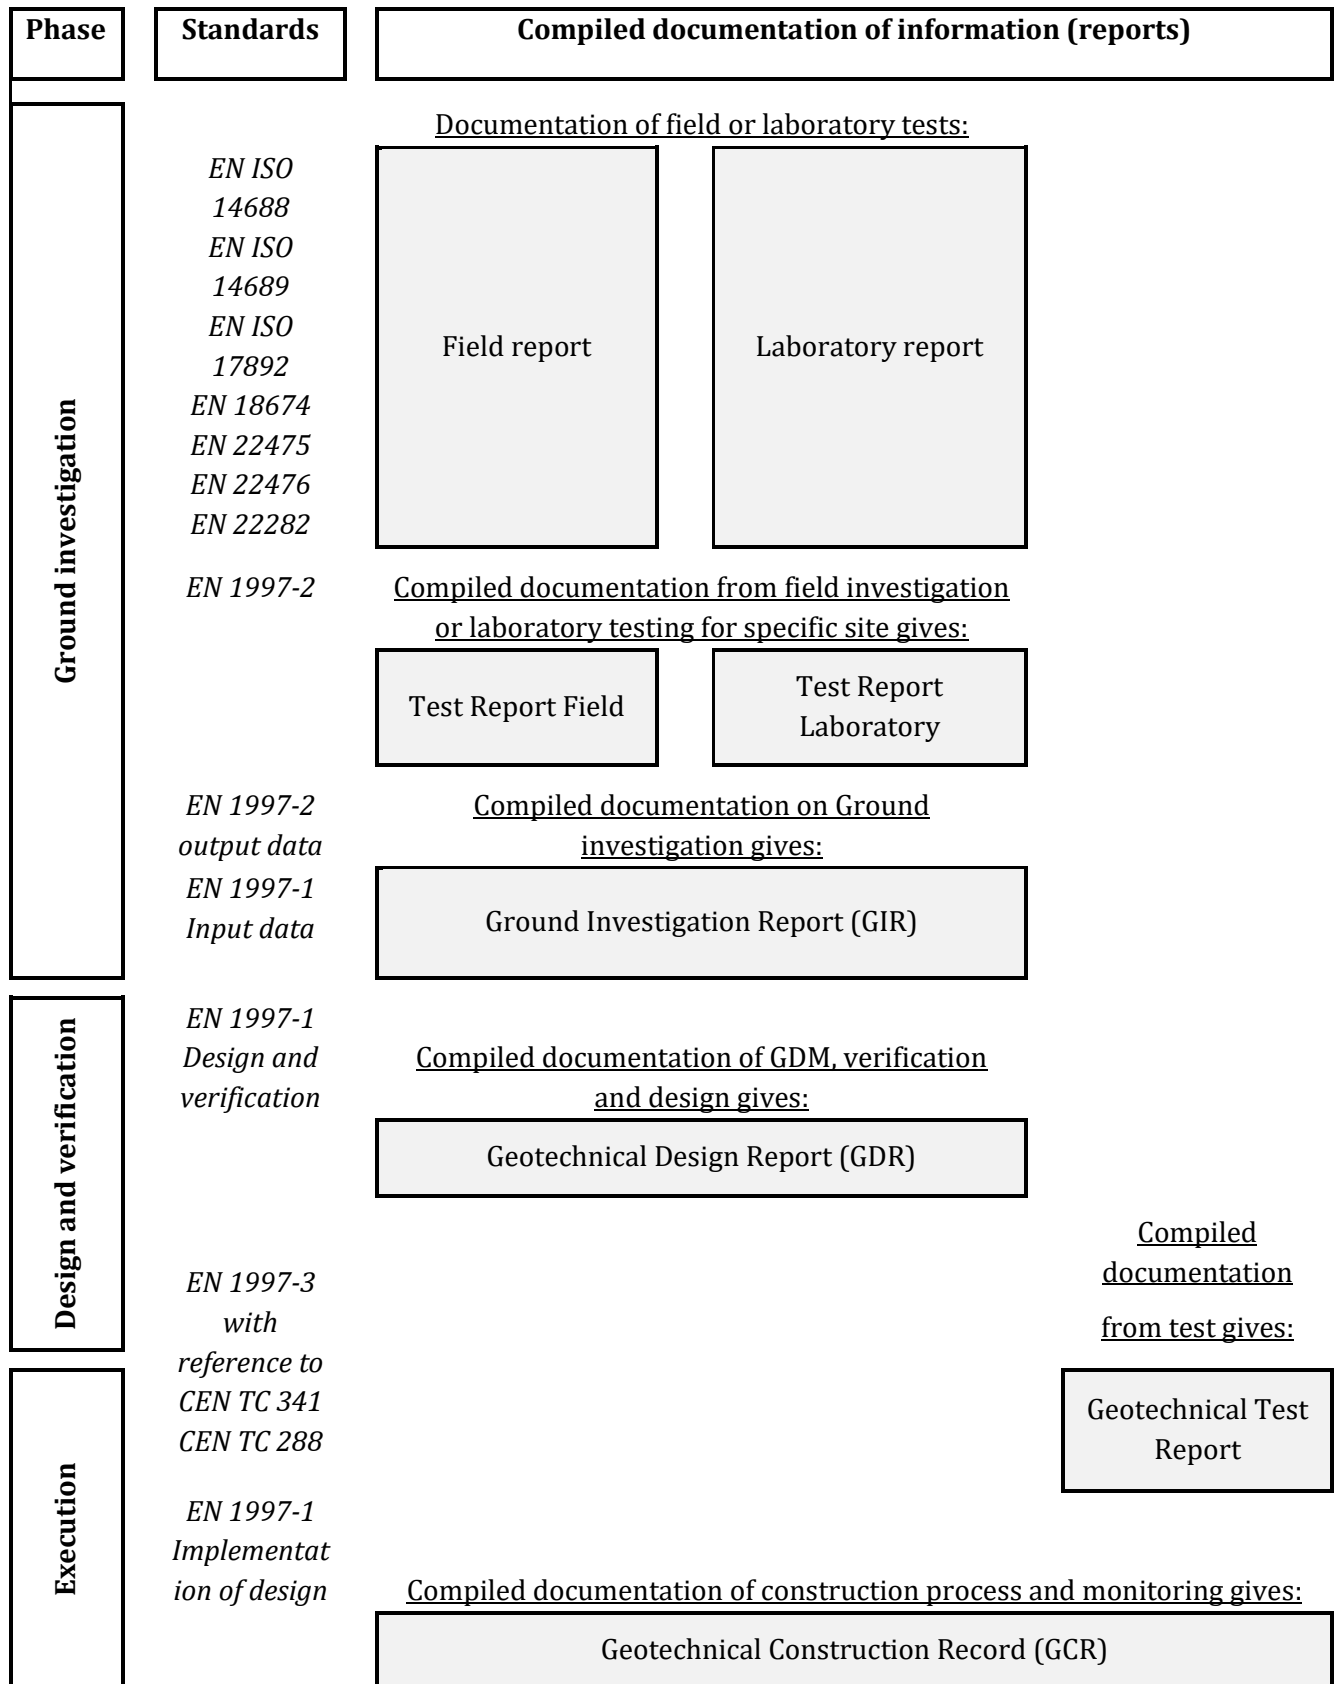 Phase
Standards
Compiled documentation of information (reports)
Ground investigation
Documentation of field or laboratory tests:
EN ISO
14688
EN ISO
14689
EN ISO
17892
EN 18674
EN 22475
EN 22476
EN 22282
Field report
Laboratory report
EN 1997-2
Compiled documentation from field investigation
or laboratory testing for specific site gives:
Test Report Field
Test Report
Laboratory
EN 1997-2
output data
EN 1997-1
Input data
Compiled documentation on Ground
investigation gives:
Ground Investigation Report (GIR)
Design and verification
EN 1997-1
Design and
verification
Compiled documentation of GDM, verification
and design gives:
Geotechnical Design Report (GDR)
EN 1997-3
with
reference to
CEN TC 341
CEN TC 288
Compiled
documentation
from test gives:
Geotechnical Test
Report
Execution
EN 1997-1
Implementat
ion of design
Compiled documentation of construction process and monitoring gives:
Geotechnical Construction Record (GCR)